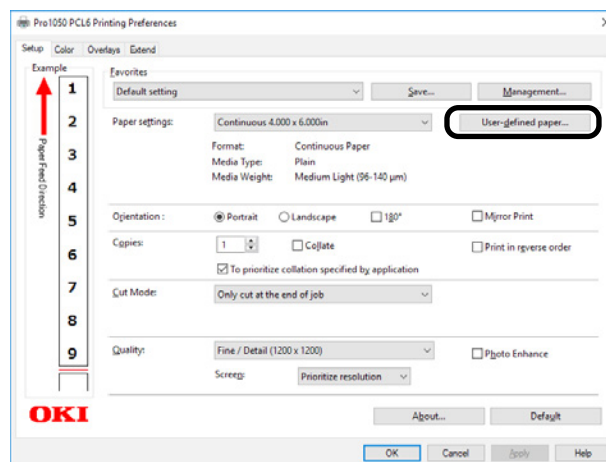 Pro1050 PCL6 Printing Preferences
Setup Color Overlays Extend
Example
1
2
3
4
5
6
7
8
9
Paper Feed Direction
OKI
Favorites
Default setting Save... Management...
Paper settings: Continuous 4.000 x 6.000in User-defined paper...
Format: Continuous Paper
Media Type: Plain
Media Weight: Medium Light (96-140 μm)
Orientation : Portrait Landscape 180° Mirror Print
Copies: 1 Collate Print in reverse order
To prioritize collation specified by application
Cut Mode: Only cut at the end of job
Quality: Fine / Detail (1200 x 1200) Photo Enhance
Screen: Prioritize resolution
About... Default
OK Cancel Apply Help